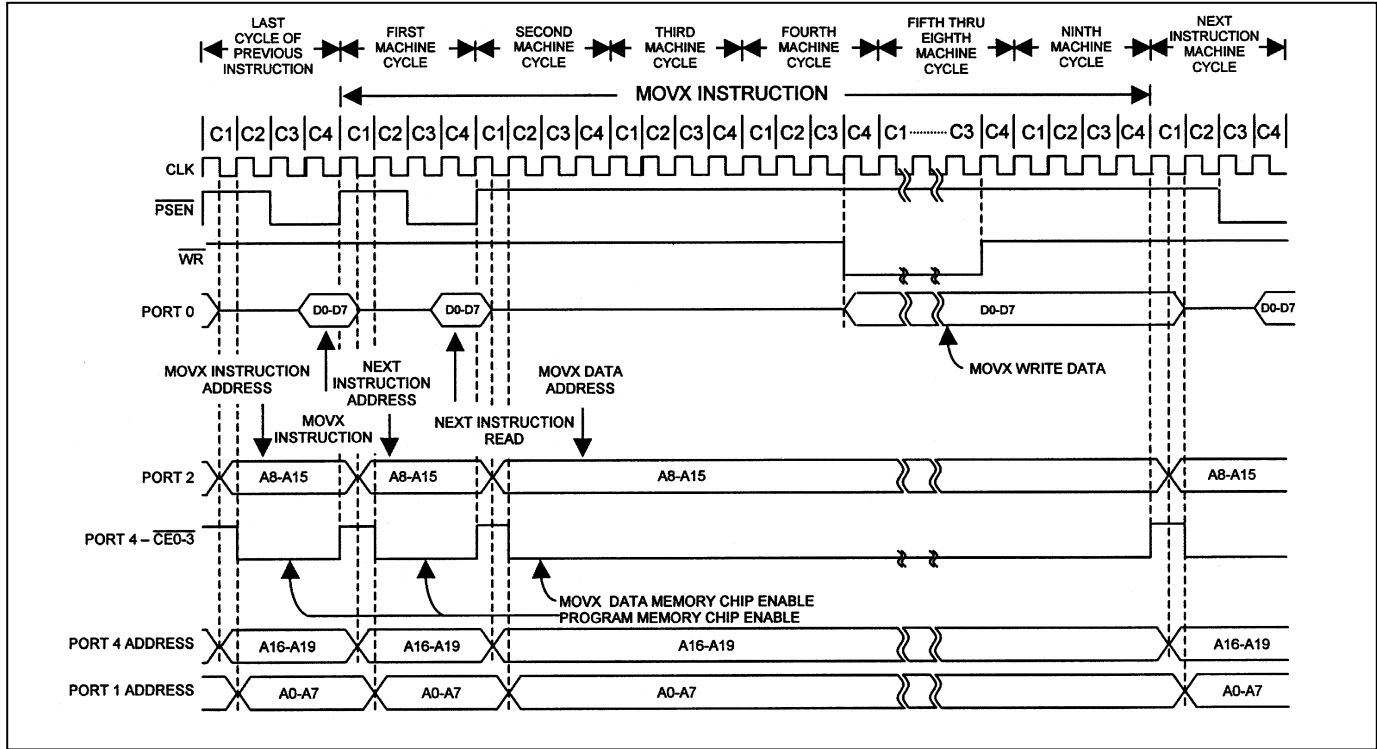 LAST CYCLE OF PREVIOUS INSTRUCTION
FIRST MACHINE CYCLE
SECOND MACHINE CYCLE
THIRD MACHINE CYCLE
FOURTH MACHINE CYCLE
FIFTH THRU EIGHTH MACHINE CYCLE
NINTH MACHINE CYCLE
NEXT INSTRUCTION MACHINE CYCLE
MOVX INSTRUCTION
C1 C2 C3 C4 C1 C2 C3 C4 C1 C2 C3 C4 C1 C2 C3 C4 C1 C2 C3 C4 C1 .......... C3 C4 C1 C2 C3 C4 C1 C2 C3 C4
CLK
PSEN
WR
PORT 0
D0-D7
D0-D7
D0-D7
D0-D7
MOVX INSTRUCTION ADDRESS
NEXT INSTRUCTION ADDRESS
MOVX DATA ADDRESS
MOVX WRITE DATA
MOVX INSTRUCTION
NEXT INSTRUCTION READ
PORT 2
A8-A15
A8-A15
A8-A15
A8-A15
PORT 4 – CE0-3
MOVX DATA MEMORY CHIP ENABLE
PROGRAM MEMORY CHIP ENABLE
PORT 4 ADDRESS
A16-A19
A16-A19
A16-A19
A16-A19
PORT 1 ADDRESS
A0-A7
A0-A7
A0-A7
A0-A7